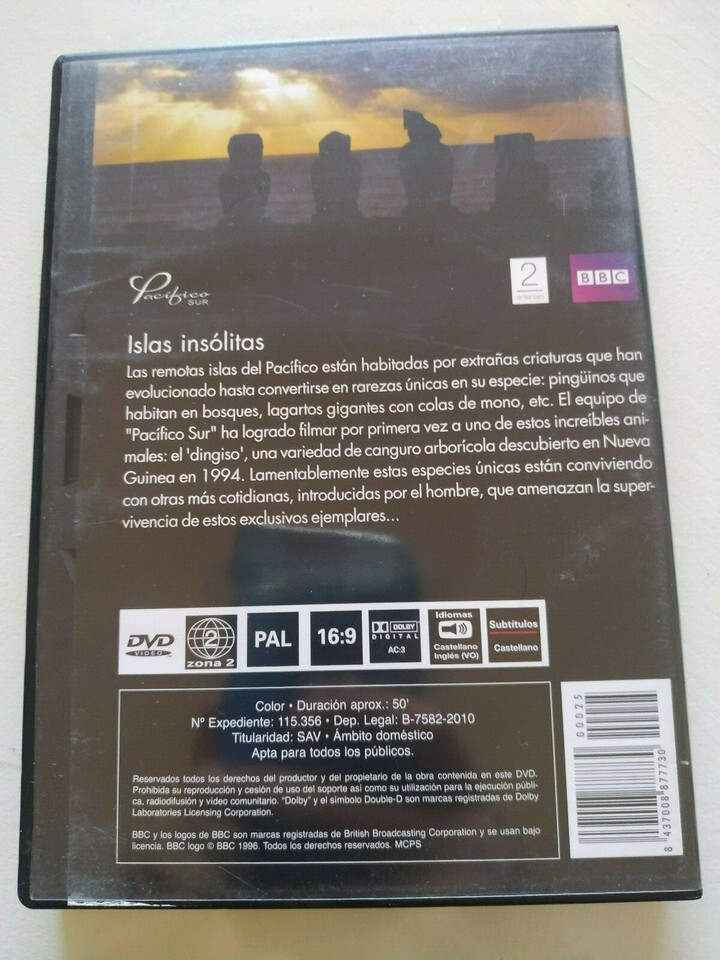 Pacífico
SUR
2
entertain
BBC
Islas insólitas
Las remotas islas del Pacífico están habitadas por extrañas criaturas que han
evolucionado hasta convertirse en rarezas únicas en su especie: pingüinos que
habitan en bosques, lagartos gigantes con colas de mono, etc. El equipo de
"Pacífico Sur" ha logrado filmar por primera vez a uno de estos increíbles ani-
males: el 'dingiso', una variedad de canguro arborícola descubierto en Nueva
Guinea en 1994. Lamentablemente estas especies únicas están conviviendo
con otras más cotidianas, introducidas por el hombre, que amenazan la super-
vivencia de estos exclusivos ejemplares...
DVD
VIDEO
2
zona 2
PAL
16:9
DOLBY
DIGITAL
AC:3
Idiomas
Castellano
Inglés (VO)
Subtítulos
Castellano
Color • Duración aprox.: 50'
Nº Expediente: 115.356 • Dep. Legal: B-7582-2010
Titularidad: SAV • Ámbito doméstico
Apta para todos los públicos.
Reservados todos los derechos del productor y del propietario de la obra contenida en este DVD.
Prohibida su reproducción y cesión de uso del soporte así como su utilización para la ejecución públi-
ca, radiodifusión y vídeo comunitario. "Dolby" y el símbolo Double-D son marcas registradas de Dolby
Laboratories Licensing Corporation.
BBC y los logos de BBC son marcas registradas de British Broadcasting Corporation y se usan bajo
licencia. BBC logo © BBC 1996. Todos los derechos reservados. MCPS
00025
8 437008 877730